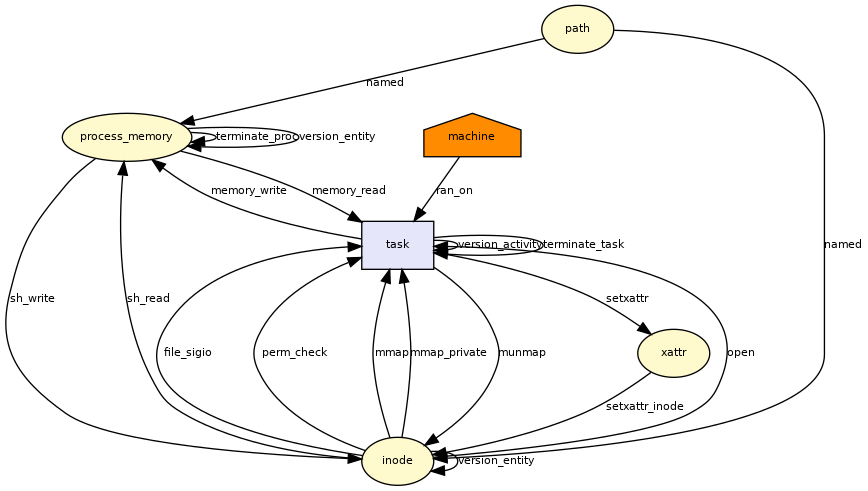 path
named
process_memory
terminate_proc
version_entity
machine
memory_write
memory_read
ran_on
task
version_activity
terminate_task
named
sh_write
sh_read
setxattr
file_sigio
perm_check
mmap
mmap_private
munmap
xattr
open
setxattr_inode
inode
version_entity